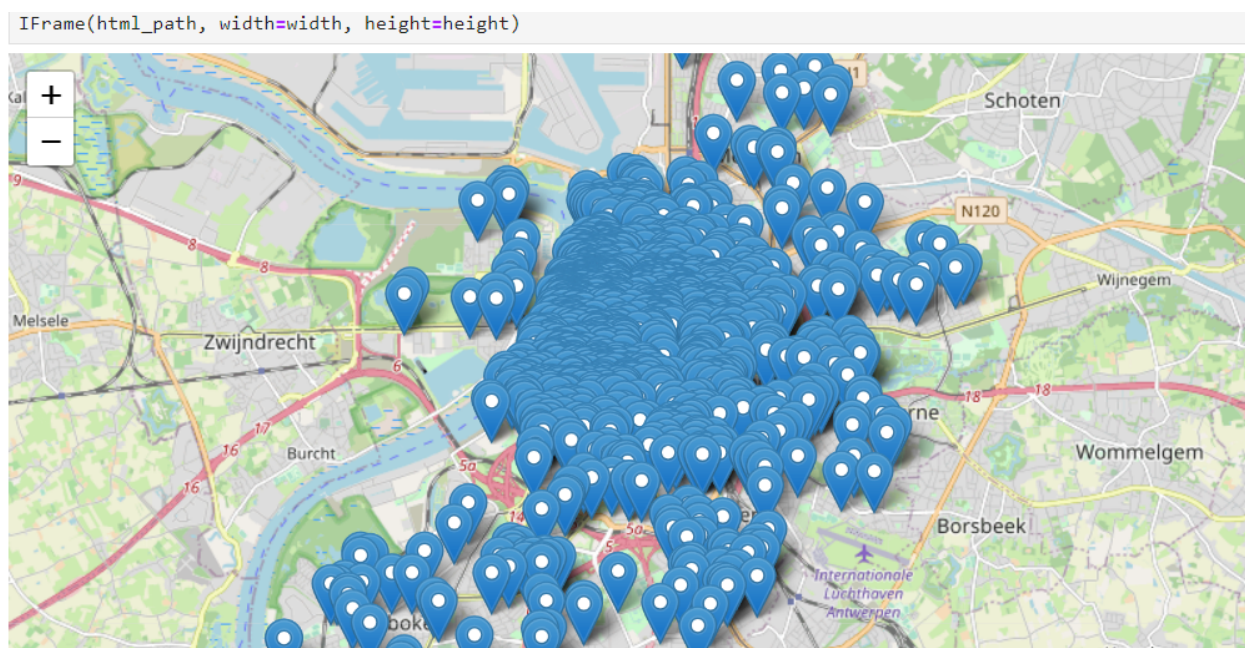 IFrame(html_path, width=width, height=height)
+
−
Schoten
N120
9
8
8
Wijnegem
Melsele
Zwijndrecht
6
18
18
Burcht
17
16
16
5a
Wommelgem
14
5a
Borsbeek
Internationale
Luchthaven
Antwerpen